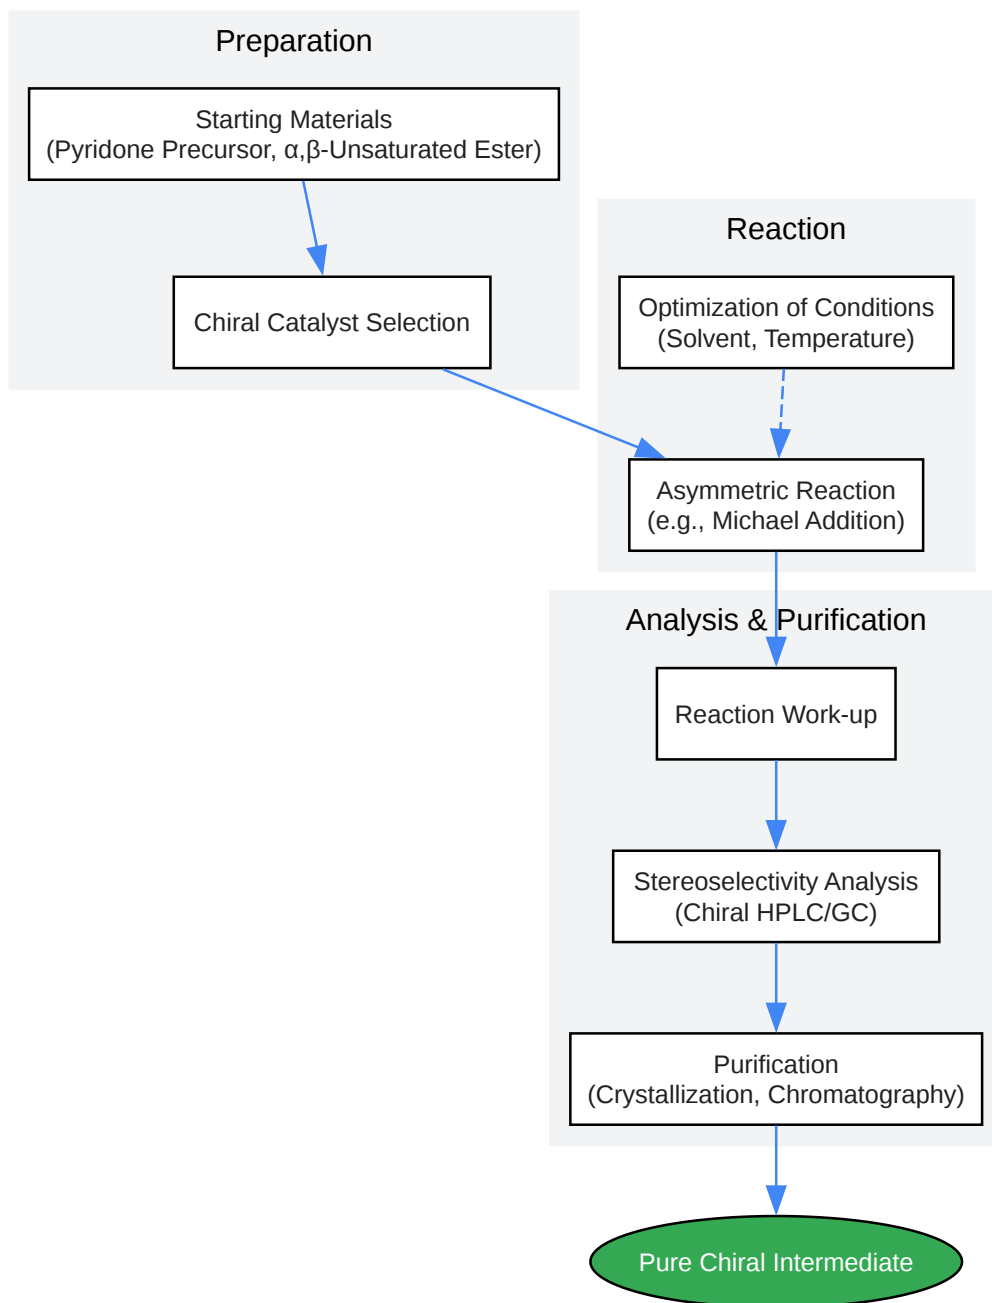 Preparation
Starting Materials
(Pyridone Precursor, α,β-Unsaturated Ester)
Chiral Catalyst Selection
Reaction
Optimization of Conditions
(Solvent, Temperature)
Asymmetric Reaction
(e.g., Michael Addition)
Analysis & Purification
Reaction Work-up
Stereoselectivity Analysis
(Chiral HPLC/GC)
Purification
(Crystallization, Chromatography)
Pure Chiral Intermediate